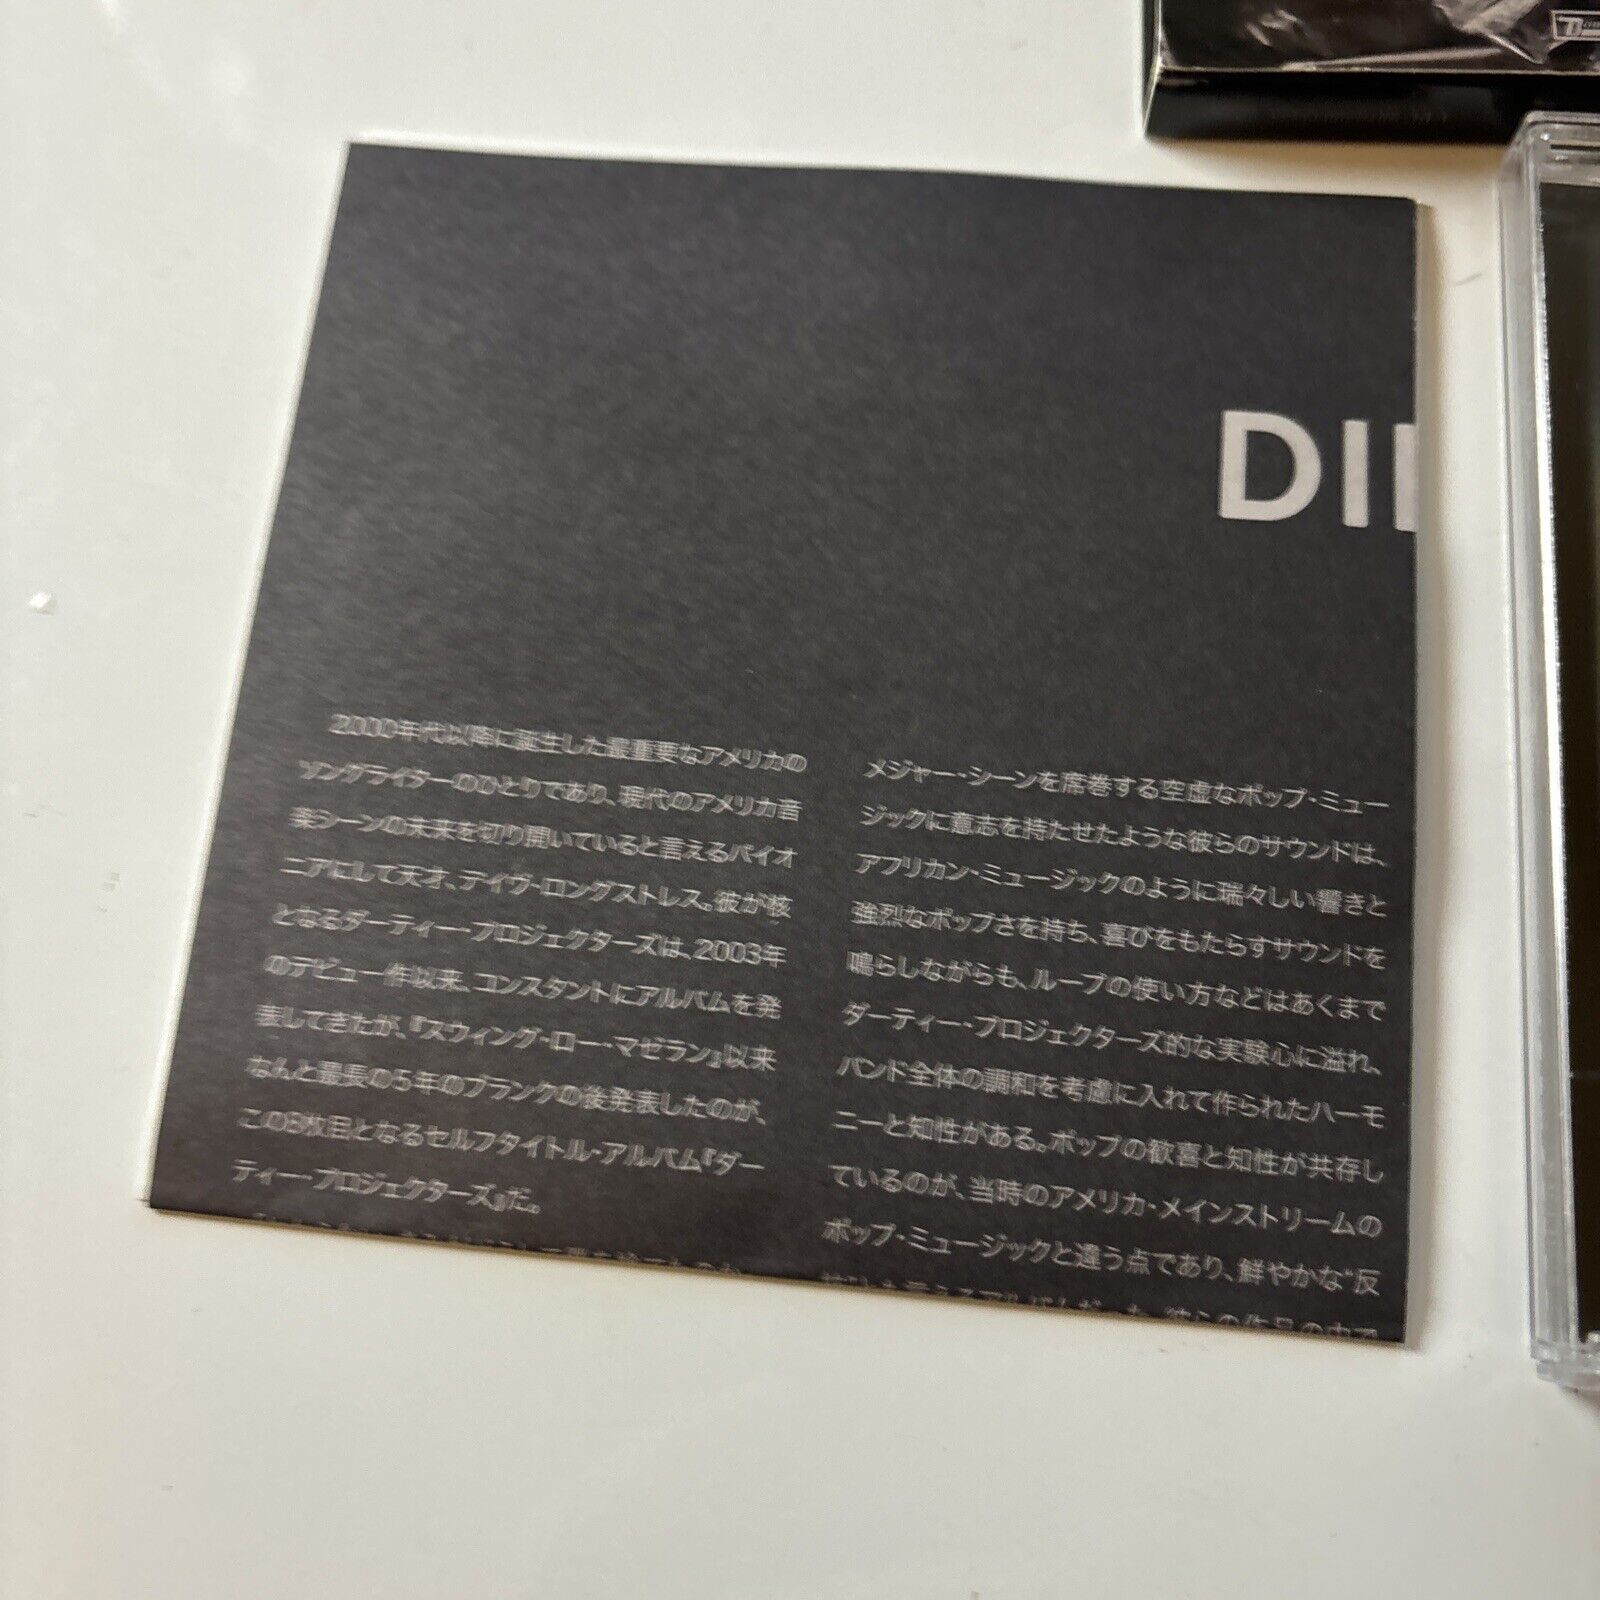 DI
2000年代以降に誕生した最重要なアメリカの
ソングライターのひとりであり、現代のアメリカ音
楽シーンの未来を切り開いていると言えるパイオ
ニアにして天才、デイヴ・ロングストレス。彼が核
となるダーティー・プロジェクターズは、2003年
のデビュー作以来、コンスタントにアルバムを発
表してきたが、『スウィング・ロー・マゼラン』以来
なんと最長の5年のブランクの後発表したのが、
この8枚目となるセルフタイトル・アルバム『ダー
ティー・プロジェクターズ』だ。
メジャー・シーンを席巻する空虚なポップ・ミュー
ジックに意志を持たせたような彼らのサウンドは、
アフリカン・ミュージックのように瑞々しい響きと
強烈なポップさを持ち、喜びをもたらすサウンドを
鳴らしながらも、ループの使い方などはあくまで
ダーティー・プロジェクターズ的な実験心に溢れ、
バンド全体の調和を考慮に入れて作られたハーモ
ニーと知性がある。ポップの歓喜と知性が共存し
ているのが、当時のアメリカ・メインストリームの
ポップ・ミュージックと違う点であり、鮮やかな“反